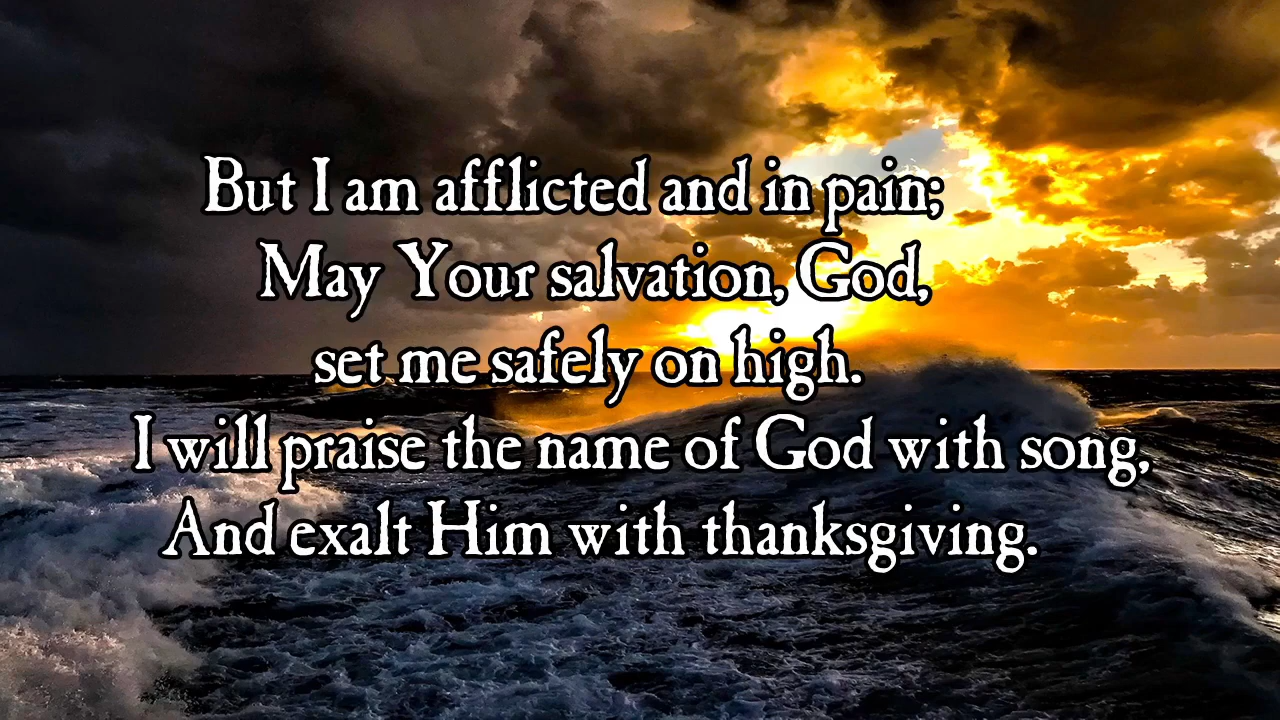 But I am afflicted and in pain;
May Your salvation, God,
set me safely on high.
I will praise the name of God with song,
And exalt Him with thanksgiving.